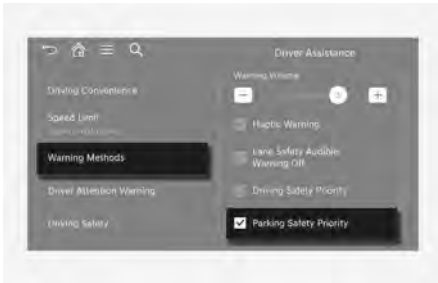 Driver Assistance
Driving Convenience
Speed Limit
Warning Methods
Driver Attention Warning
Driving Safety
Warning Volume
Haptic Warning
Lane Safety Audible
Warning Off
Driving Safety Priority
Parking Safety Priority